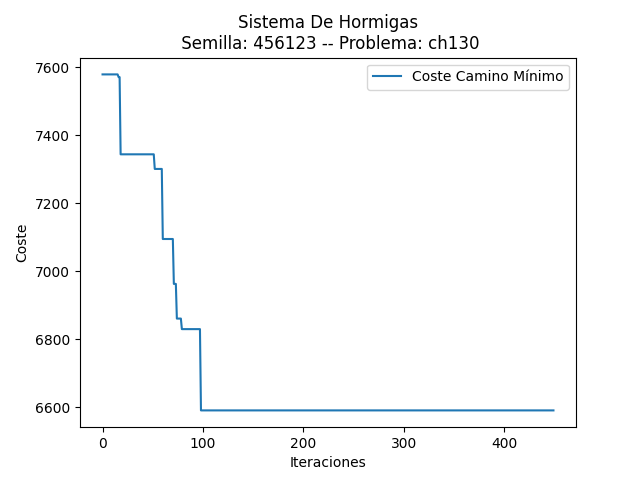 Sistema De Hormigas
Semilla: 456123 -- Problema: ch130
Coste Camino Mínimo
7600
7400
7200
7000
6800
6600
Coste
0 100 200 300 400
Iteraciones